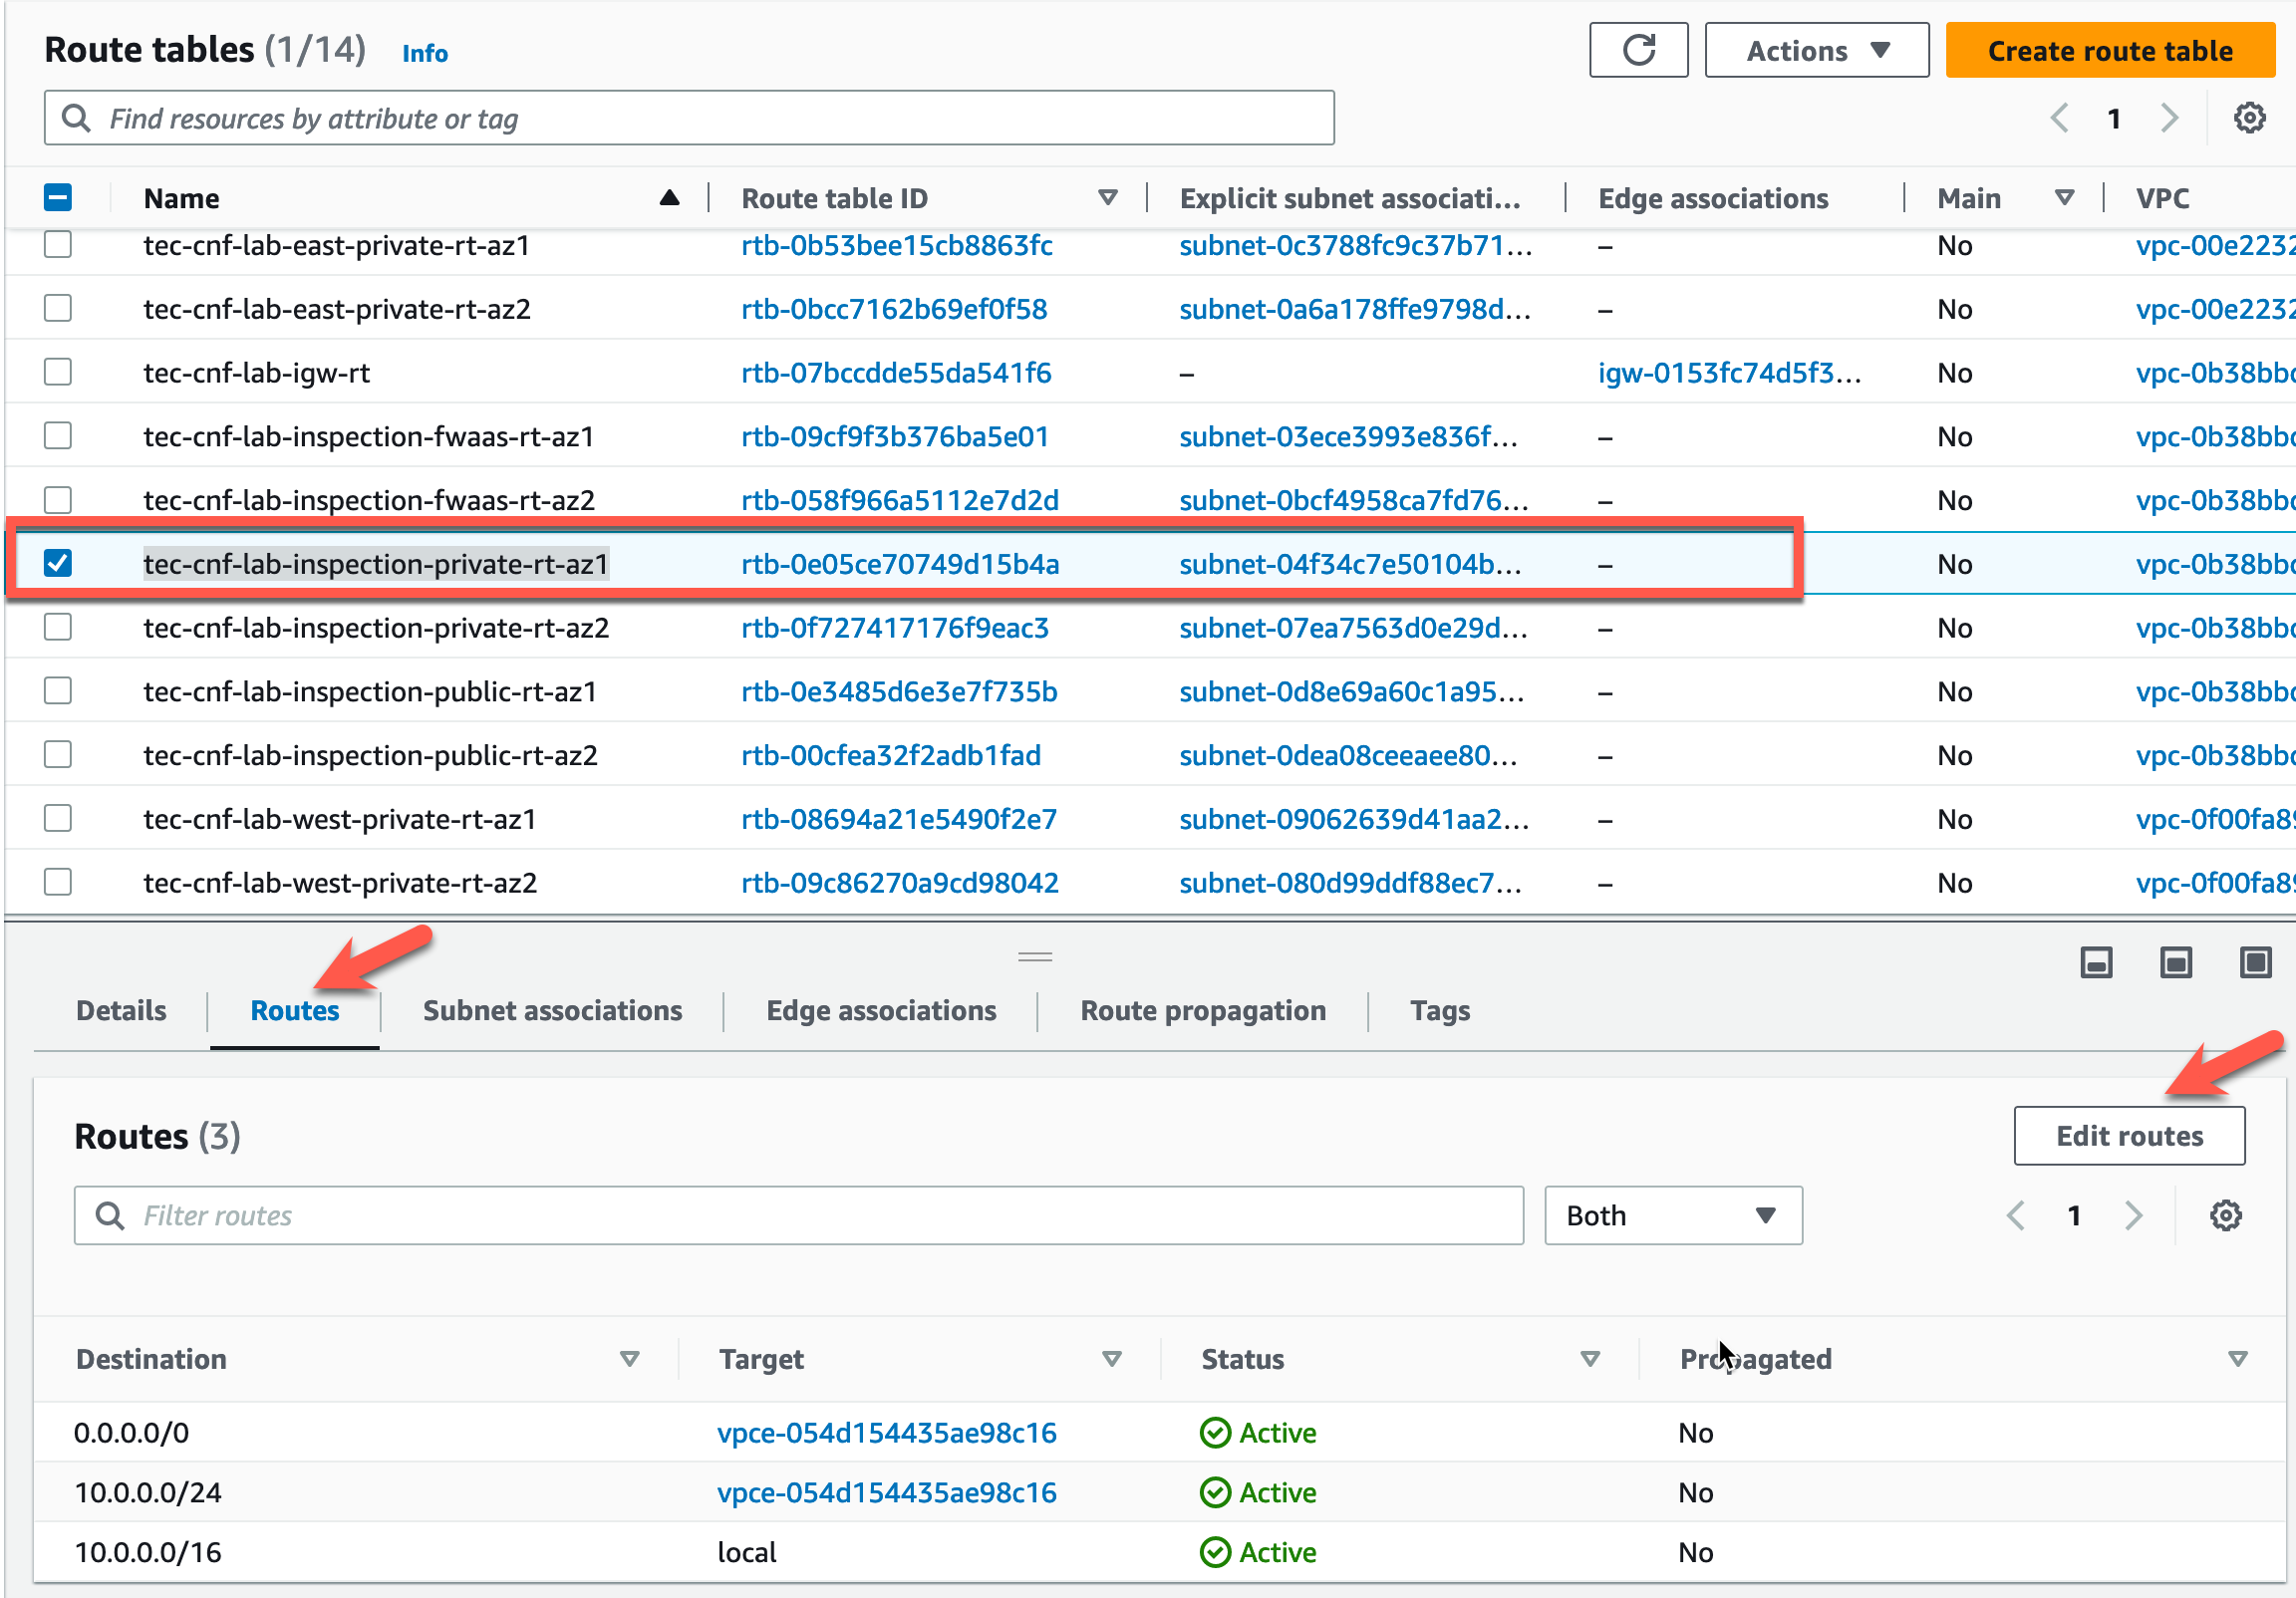 Route tables (1/14) Info Actions Create route table
Find resources by attribute or tag 1
Name Route table ID Explicit subnet associati... Edge associations Main VPC
tec-cnf-lab-east-private-rt-az1 rtb-0b53bee15cb8863fc subnet-0c3788fc9c37b71... – No vpc-00e2232
tec-cnf-lab-east-private-rt-az2 rtb-0bcc7162b69ef0f58 subnet-0a6a178ffe9798d... – No vpc-00e2232
tec-cnf-lab-igw-rt rtb-07bccdde55da541f6 – igw-0153fc74d5f3... No vpc-0b38bbc
tec-cnf-lab-inspection-fwaas-rt-az1 rtb-09cf9f3b376ba5e01 subnet-03ece3993e836f... – No vpc-0b38bbc
tec-cnf-lab-inspection-fwaas-rt-az2 rtb-058f966a5112e7d2d subnet-0bcf4958ca7fd76... – No vpc-0b38bbc
tec-cnf-lab-inspection-private-rt-az1 rtb-0e05ce70749d15b4a subnet-04f34c7e50104b... – No vpc-0b38bbc
tec-cnf-lab-inspection-private-rt-az2 rtb-0f727417176f9eac3 subnet-07ea7563d0e29d... – No vpc-0b38bbc
tec-cnf-lab-inspection-public-rt-az1 rtb-0e3485d6e3e7f735b subnet-0d8e69a60c1a95... – No vpc-0b38bbc
tec-cnf-lab-inspection-public-rt-az2 rtb-00cfea32f2adb1fad subnet-0dea08ceeaee80... – No vpc-0b38bbc
tec-cnf-lab-west-private-rt-az1 rtb-08694a21e5490f2e7 subnet-09062639d41aa2... – No vpc-0f00fa89
tec-cnf-lab-west-private-rt-az2 rtb-09c86270a9cd98042 subnet-080d99ddf88ec7... – No vpc-0f00fa89
Details Routes Subnet associations Edge associations Route propagation Tags
Routes (3) Edit routes
Filter routes Both 1
Destination Target Status Propagated
0.0.0.0/0 vpce-054d154435ae98c16 Active No
10.0.0.0/24 vpce-054d154435ae98c16 Active No
10.0.0.0/16 local Active No